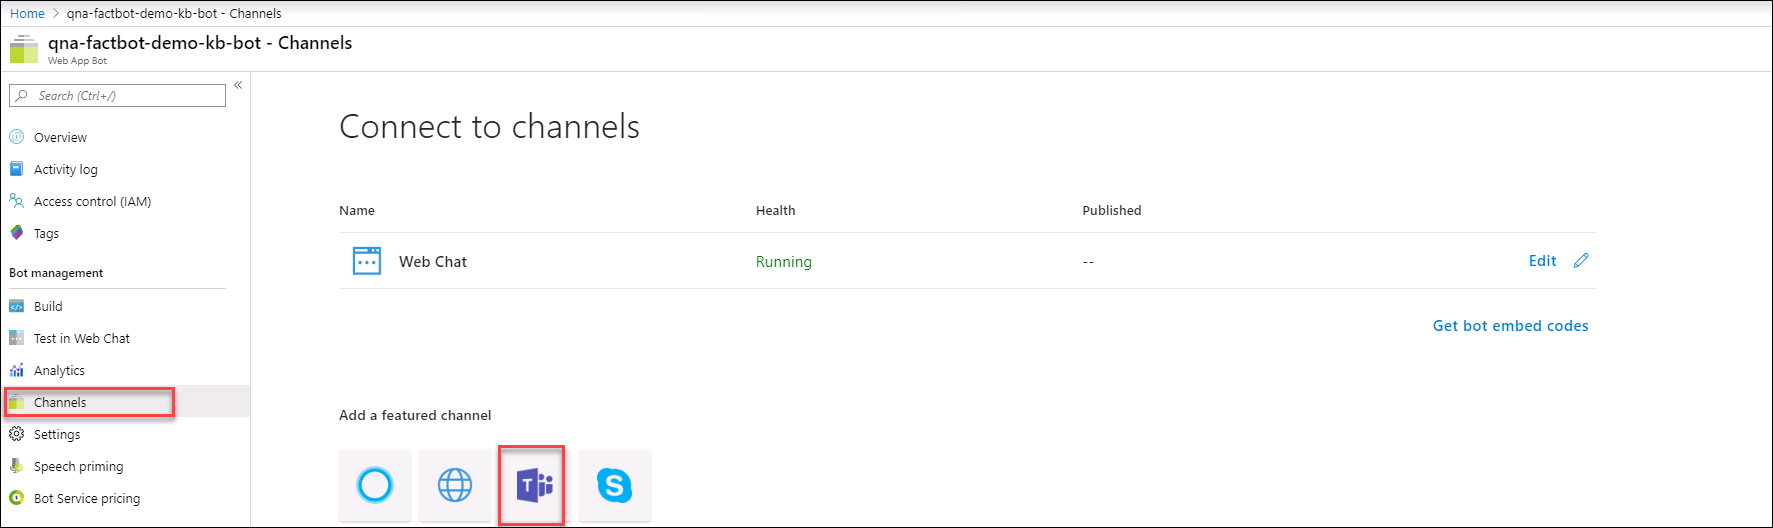 Home > qna-factbot-demo-kb-bot - Channels
qna-factbot-demo-kb-bot - Channels
Web App Bot
Search (Ctrl+/)
«
Overview
Activity log
Access control (IAM)
Tags
Bot management
Build
Test in Web Chat
Analytics
Channels
Settings
Speech priming
Bot Service pricing
Connect to channels
Name Health Published
Web Chat Running -- Edit
Get bot embed codes
Add a featured channel
T S